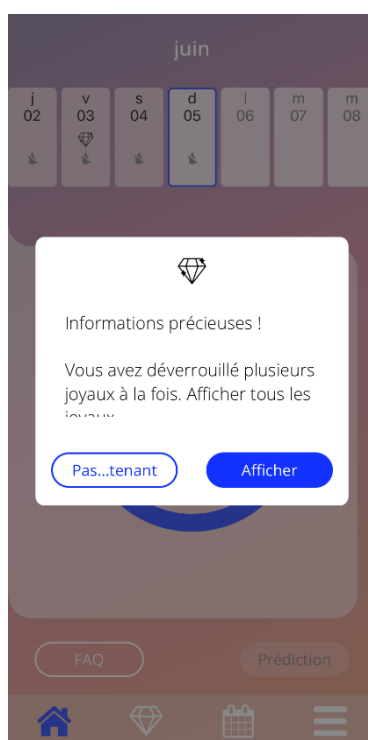 juin
j v s d l m m
02 03 04 05 06 07 08
Informations précieuses !
Vous avez déverrouillé plusieurs
joyaux à la fois. Afficher tous les
joyaux
Pas...tenant Afficher
FAQ Prédiction